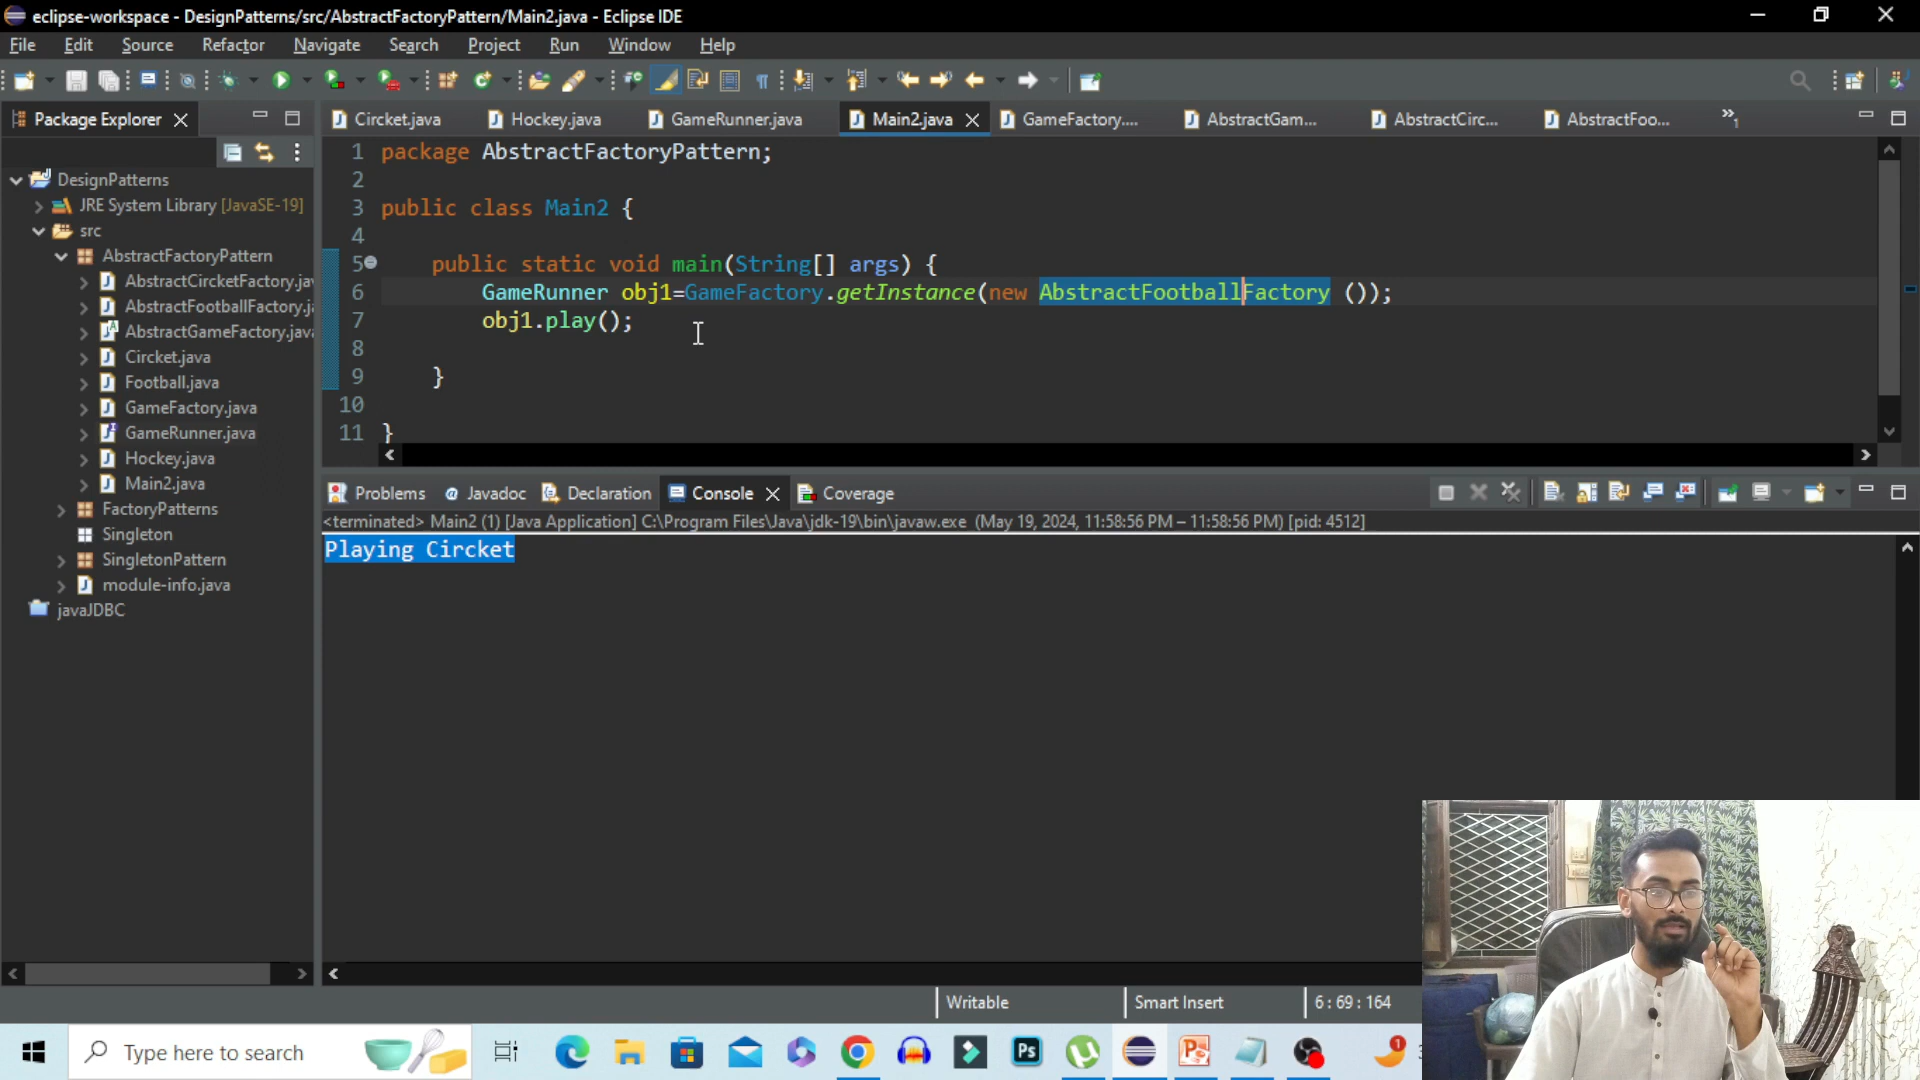 eclipse-workspace - DesignPatterns/src/AbstractFactoryPattern/Main2.java - Eclipse IDE
File Edit Source Refactor Navigate Search Project Run Window Help
Package Explorer
Circket.java Hockey.java GameRunner.java Main2.java GameFactory.... AbstractGam... AbstractCirc... AbstractFoo... 1
DesignPatterns
JRE System Library [JavaSE-19]
src
AbstractFactoryPattern
AbstractCircketFactory.jav
AbstractFootballFactory.j
AbstractGameFactory.java
Circket.java
Football.java
GameFactory.java
GameRunner.java
Hockey.java
Main2.java
FactoryPatterns
Singleton
SingletonPattern
module-info.java
javaJDBC
1 package AbstractFactoryPattern;
2
3 public class Main2 {
4
5 public static void main(String[] args) {
6 GameRunner obj1=GameFactory.getInstance(new AbstractFootballFactory ());
7 obj1.play();
8
9 }
10
11 }
Problems @ Javadoc Declaration Console Coverage
<terminated> Main2 (1) [Java Application] C:\Program Files\Java\jdk-19\bin\javaw.exe (May 19, 2024, 11:58:56 PM – 11:58:56 PM) [pid: 4512]
Playing Circket
Writable Smart Insert 6 : 69 : 164
Type here to search
Ps
1